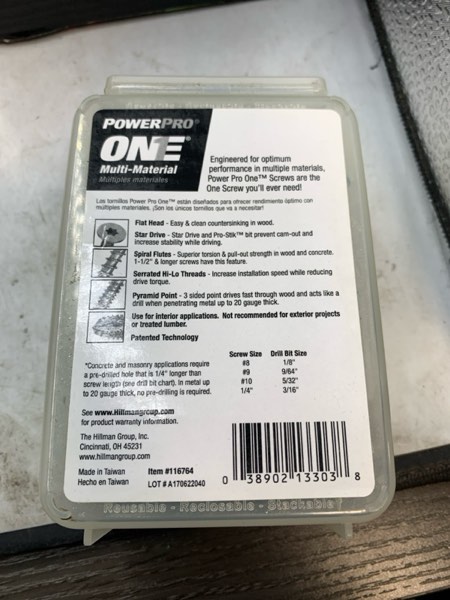 POWERPRO®
ONE®
Multi-Material
Múltiples materiales
Engineered for optimum
performance in multiple materials,
Power Pro One™ Screws are the
One Screw you'll ever need!
Los tornillos Power Pro One™ están diseñados para ofrecer rendimiento óptimo con
múltiples materiales. ¡Son los únicos tornillos que va a necesitar!
Flat Head - Easy & clean countersinking in wood.
Star Drive - Star Drive and Pro-Stik™ bit prevent cam-out and
increase stability while driving.
Spiral Flutes - Superior torsion & pull-out strength in wood and concrete.
1-1/2" & longer screws have this feature.
Serrated Hi-Lo Threads - Increase installation speed while reducing
drive torque.
Pyramid Point - 3 sided point drives fast through wood and acts like a
drill when penetrating metal up to 20 gauge thick.
Use for interior applications. Not recommended for exterior projects
or treated lumber.
Patented Technology
*Concrete and masonry applications require
a pre-drilled hole that is 1/4" longer than
screw length (see drill bit chart). In metal up
to 20 gauge thick, no pre-drilling is required.
Screw Size Drill Bit Size
#8 1/8"
#9 9/64"
#10 5/32"
1/4" 3/16"
See www.Hillmangroup.com
for product warranty information.
The Hillman Group, Inc.
Cincinnati, OH 45231
www.hillmangroup.com
Made in Taiwan Item #116764
Hecho en Taiwan LOT # A170622040
0 38902 13303 8
Reusable - Reclosable - Stackable